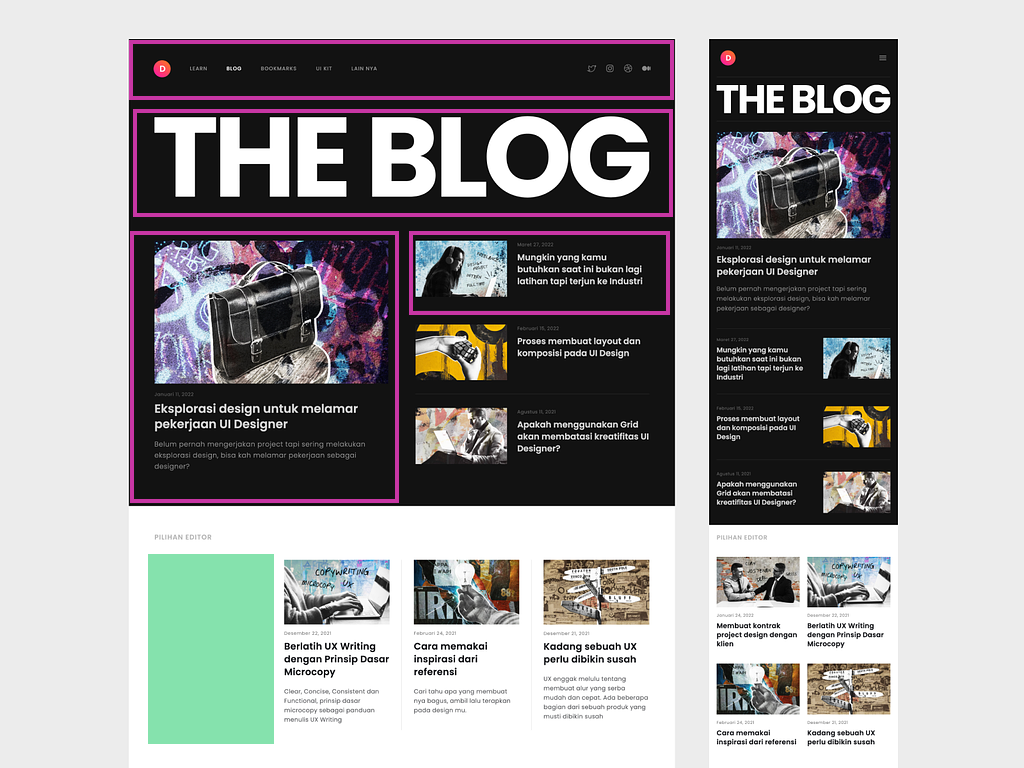 D
LEARN
BLOG
BOOKMARKS
UI KIT
LAIN NYA
THE BLOG
Januari 11, 2022
Eksplorasi design untuk melamar
pekerjaan UI Designer
Belum pernah mengerjakan project tapi sering melakukan
eksplorasi design, bisa kah melamar pekerjaan sebagai
designer?
Maret 27, 2022
Mungkin yang kamu
butuhkan saat ini bukan lagi
latihan tapi terjun ke Industri
Februari 15, 2022
Proses membuat layout dan
komposisi pada UI Design
Agustus 11, 2021
Apakah menggunakan Grid
akan membatasi kreatifitas UI
Designer?
PILIHAN EDITOR
COPYWRITING
MICROCOPY UX
Desember 22, 2021
Berlatih UX Writing
dengan Prinsip Dasar
Microcopy
Clear, Concise, Consistent dan
Functional, prinsip dasar
microcopy sebagai panduan
menulis UX Writing
Februari 24, 2021
Cara memakai
inspirasi dari
referensi
Cari tahu apa yang membuat
nya bagus, ambil lalu terapkan
pada design mu.
Desember 21, 2021
Kadang sebuah UX
perlu dibikin susah
UX enggak melulu tentang
membuat alur yang serba
mudah dan cepat. Ada beberapa
bagian dari sebuah produk yang
musti dibikin susah
D
THE BLOG
Januari 11, 2022
Eksplorasi design untuk melamar
pekerjaan UI Designer
Belum pernah mengerjakan project tapi sering
melakukan eksplorasi design, bisa kah melamar
pekerjaan sebagai designer?
Maret 27, 2022
Mungkin yang kamu
butuhkan saat ini bukan
lagi latihan tapi terjun ke
Industri
Februari 15, 2022
Proses membuat layout
dan komposisi pada UI
Design
Agustus 11, 2021
Apakah menggunakan
Grid akan membatasi
kreatifitas UI Designer?
PILIHAN EDITOR
Januari 24, 2022
Membuat kontrak
project design dengan
klien
COPYWRITING
MICROCOPY UX
Desember 22, 2021
Berlatih UX Writing
dengan Prinsip Dasar
Microcopy
Februari 24, 2021
Cara memakai
inspirasi dari referensi
Desember 21, 2021
Kadang sebuah UX
perlu dibikin susah